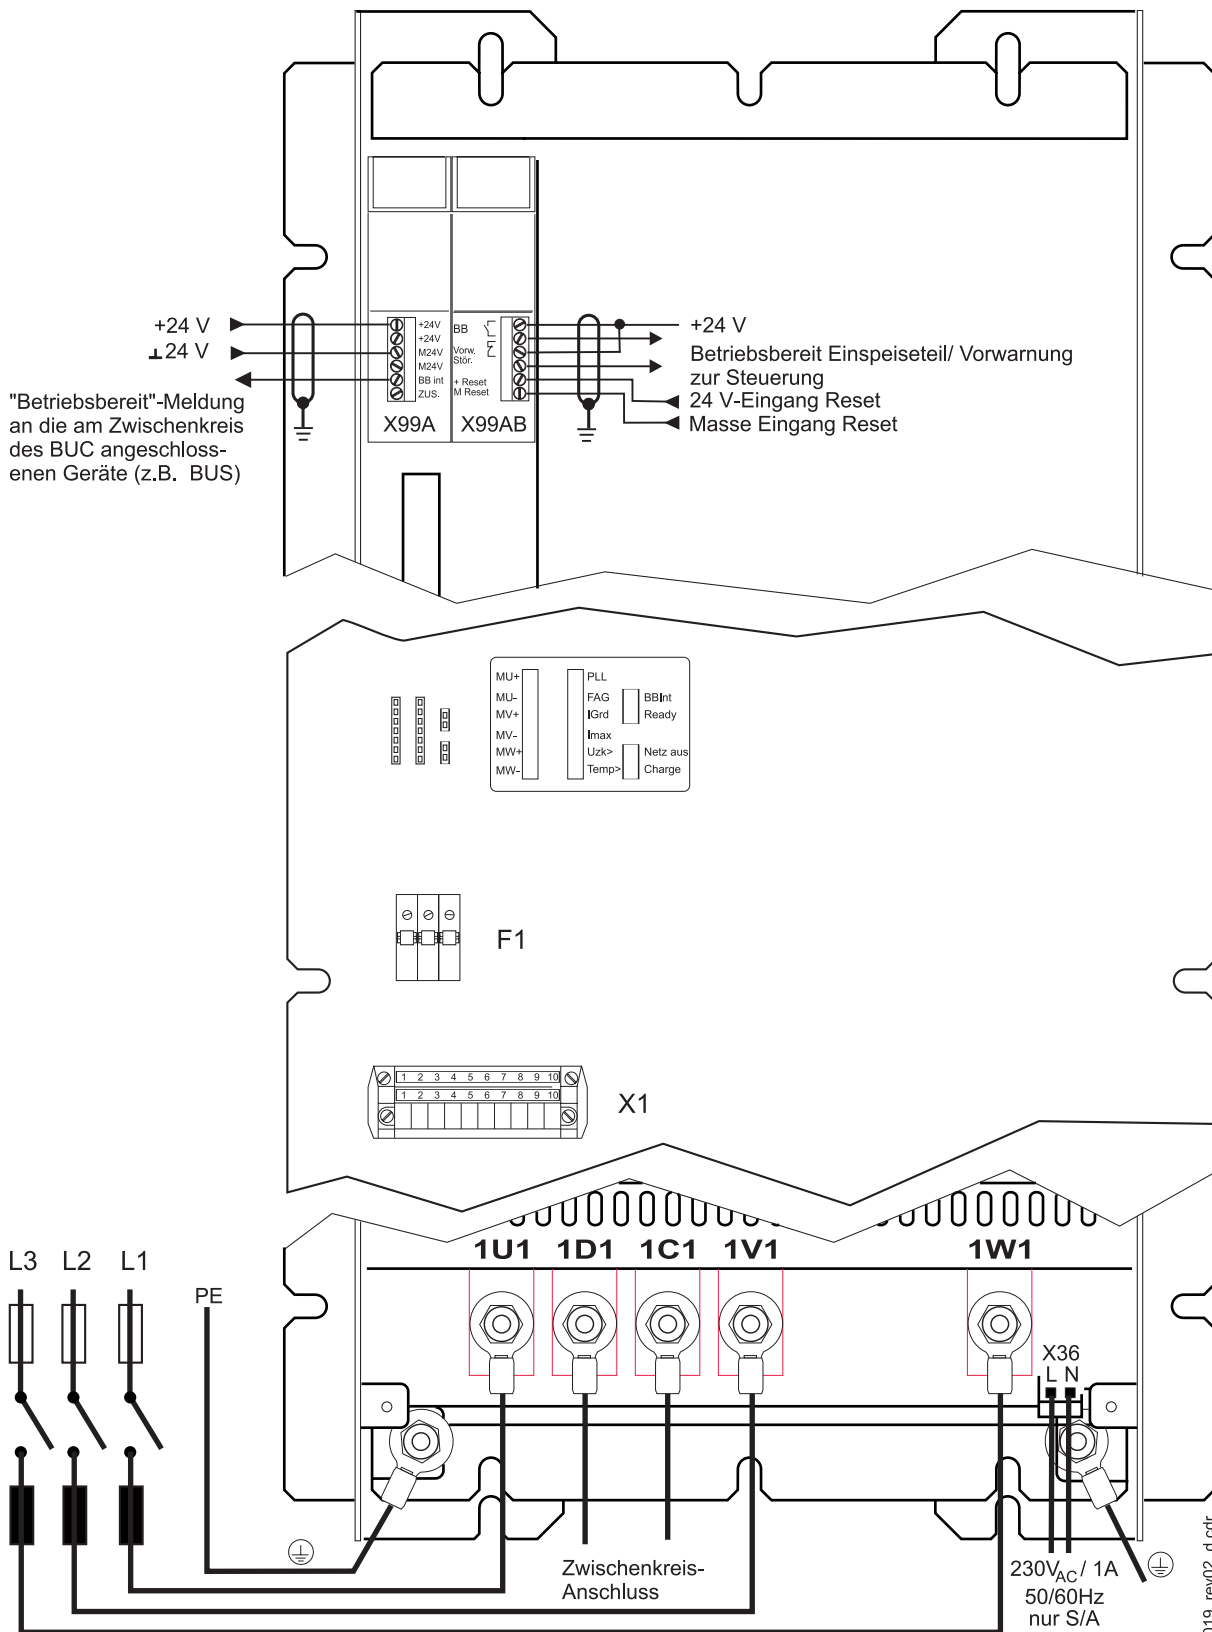 +24 V
⊥24 V
"Betriebsbereit"-Meldung
an die am Zwischenkreis
des BUC angeschloss-
enen Geräte (z.B. BUS)
+24V
+24V
M24V
M24V
BB int
ZUS.
X99A
BB
Vorw.
Stör.
+ Reset
M Reset
X99AB
+24 V
Betriebsbereit Einspeiseteil/ Vorwarnung
zur Steuerung
24 V-Eingang Reset
Masse Eingang Reset
MU+
MU-
MV+
MV-
MW+
MW-
PLL
FAG
IGrd
Imax
Uzk>
Temp>
BBInt
Ready
Netz aus
Charge
F1
1 2 3 4 5 6 7 8 9 10
1 2 3 4 5 6 7 8 9 10
X1
1U1 1D1 1C1 1V1 1W1
L3 L2 L1
PE
X36
L N
Zwischenkreis-
Anschluss
230VAC / 1A
50/60Hz
nur S/A
019_rev02_d.cdr